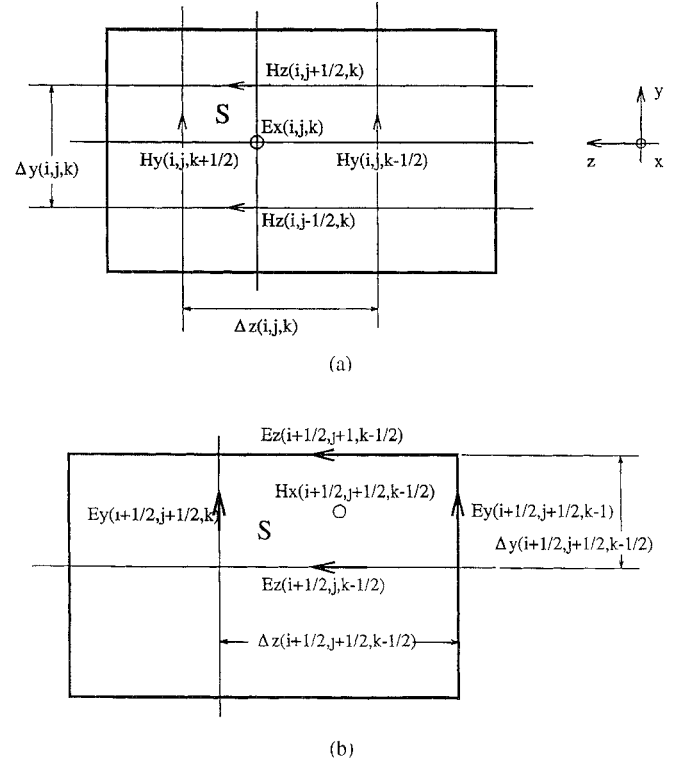 Hz(i,j+1/2,k)
S
Ex(i,j,k)
y
Δy(i,j,k)
Hy(i,j,k+1/2)
Hy(i,j,k-1/2)
z
x
Hz(i,j-1/2,k)
Δz(i,j,k)
(a)
Ez(i+1/2,j+1,k-1/2)
Hx(i+1/2,j+1/2,k-1/2)
Ey(i+1/2,j+1/2,k)
Ey(i+1/2,j+1/2,k-1)
S
Δy(i+1/2,j+1/2,k-1/2)
Ez(i+1/2,j,k-1/2)
Δz(i+1/2,j+1/2,k-1/2)
(b)